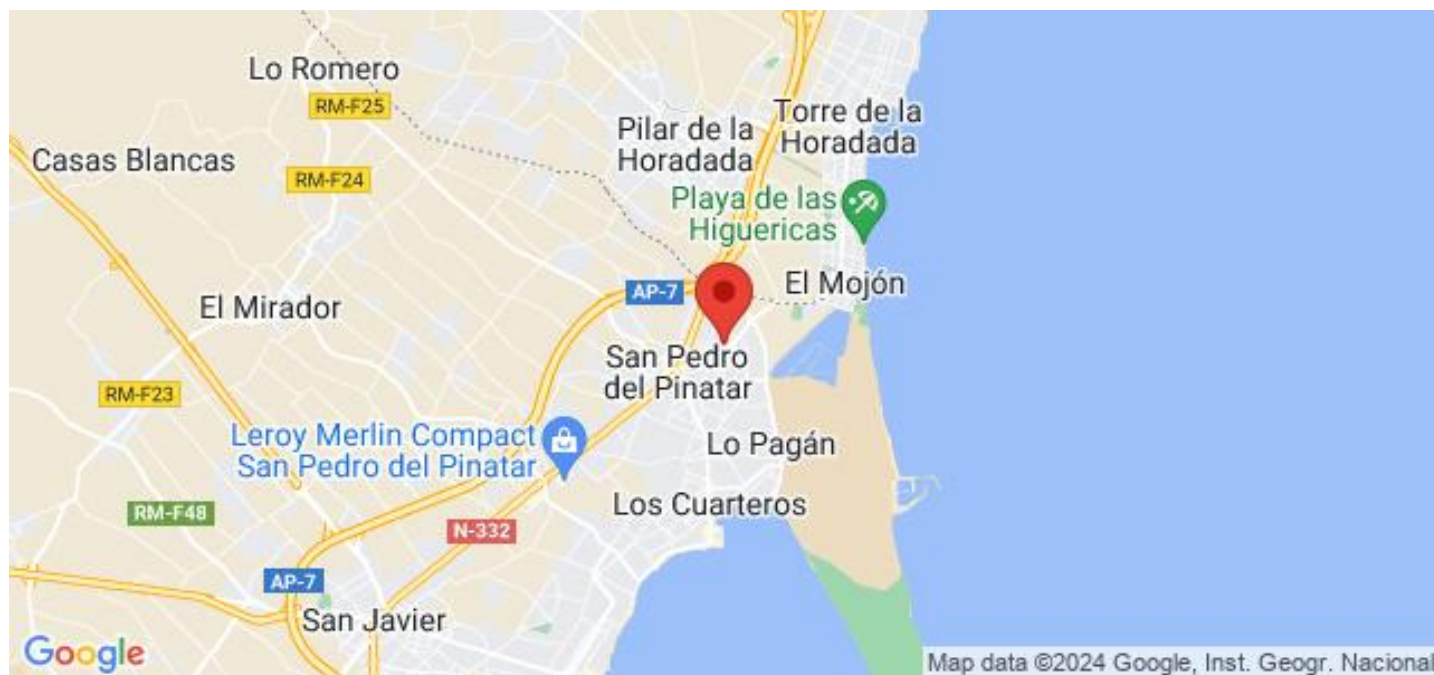 Lo Romero
RM-F25
Pilar de la
Horadada
Torre de la
Horadada
Casas Blancas
RM-F24
Playa de las
Higuericas
El Mojón
AP-7
El Mirador
San Pedro
del Pinatar
RM-F23
Leroy Merlin Compact
San Pedro del Pinatar
Lo Pagán
Los Cuarteros
RM-F48
N-332
AP-7
San Javier
Google
Map data ©2024 Google, Inst. Geogr. Nacional